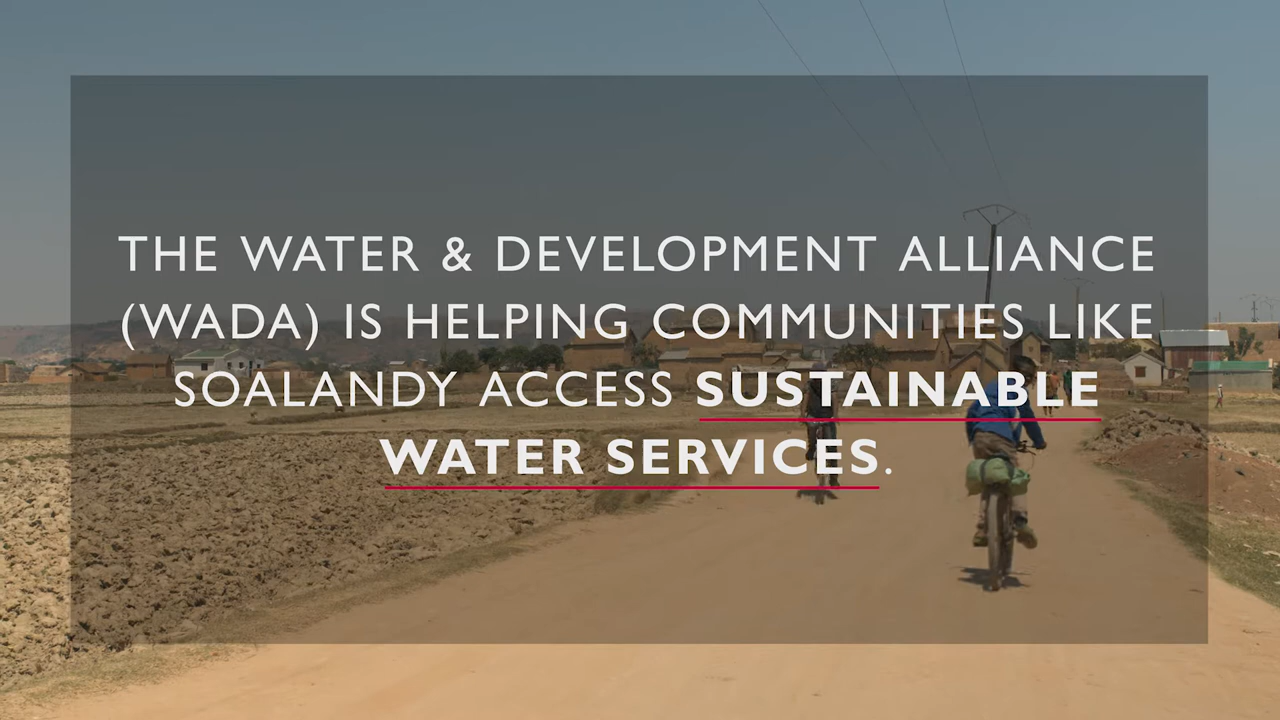 THE WATER & DEVELOPMENT ALLIANCE
(WADA) IS HELPING COMMUNITIES LIKE
SOALANDY ACCESS SUSTAINABLE
WATER SERVICES.